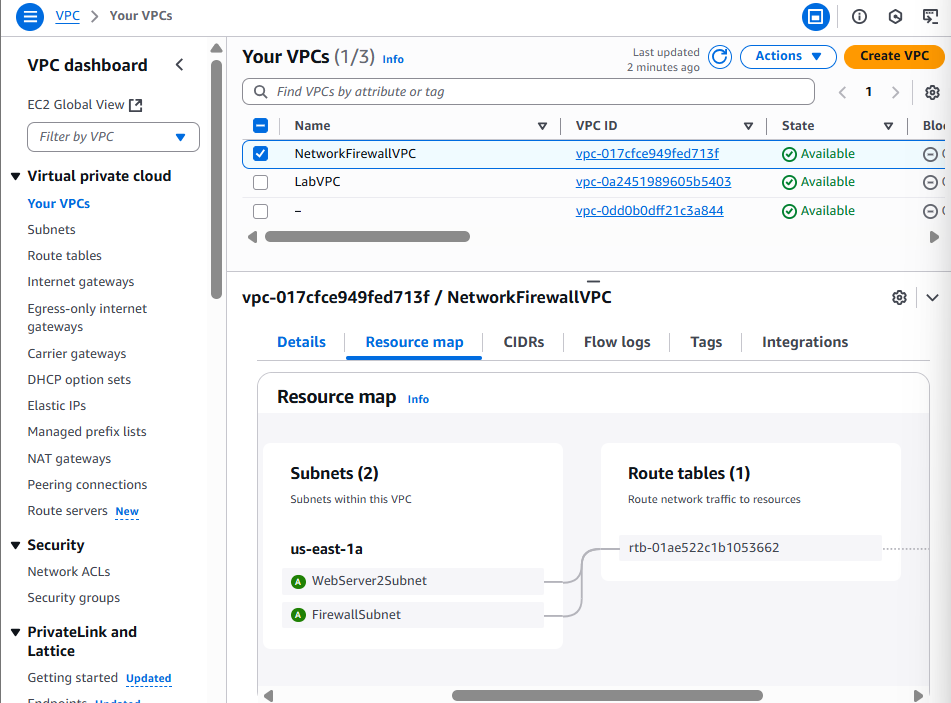 VPC > Your VPCs
VPC dashboard
EC2 Global View
Filter by VPC
Virtual private cloud
Your VPCs
Subnets
Route tables
Internet gateways
Egress-only internet
gateways
Carrier gateways
DHCP option sets
Elastic IPs
Managed prefix lists
NAT gateways
Peering connections
Route servers New
Security
Network ACLs
Security groups
PrivateLink and
Lattice
Getting started Updated
Endpoints Updated
Your VPCs (1/3) Info
Last updated
2 minutes ago
Actions
Create VPC
Find VPCs by attribute or tag
1
Name VPC ID State
NetworkFirewallVPC vpc-017cfce949fed713f Available
LabVPC vpc-0a2451989605b5403 Available
– vpc-0dd0b0dff21c3a844 Available
vpc-017cfce949fed713f / NetworkFirewallVPC
Details Resource map CIDRs Flow logs Tags Integrations
Resource map Info
Subnets (2)
Subnets within this VPC
us-east-1a
A WebServer2Subnet
A FirewallSubnet
Route tables (1)
Route network traffic to resources
rtb-01ae522c1b1053662